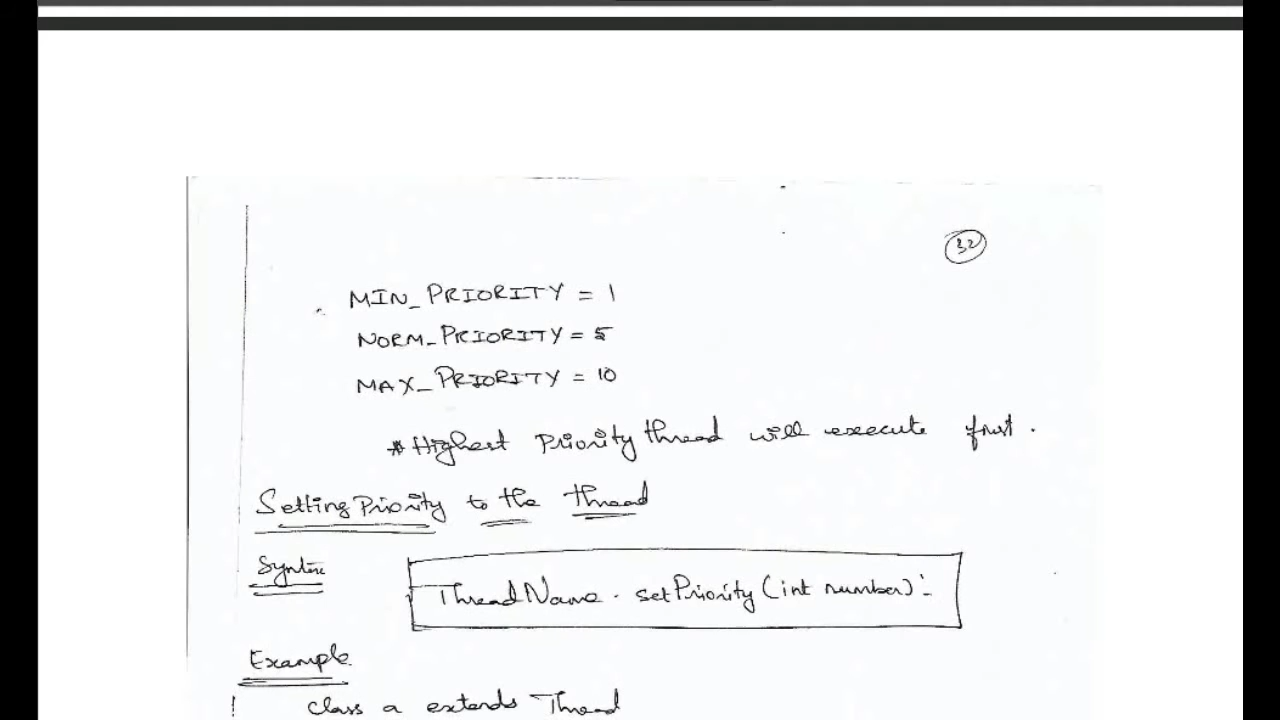 32
MIN_PRIORITY = 1
NORM_PRIORITY = 5
MAX_PRIORITY = 10
* Highest Priority thread will execute first.
Setting Priority to the thread
Syntax
ThreadName. setPriority (int number);
Example
class a extends Thread